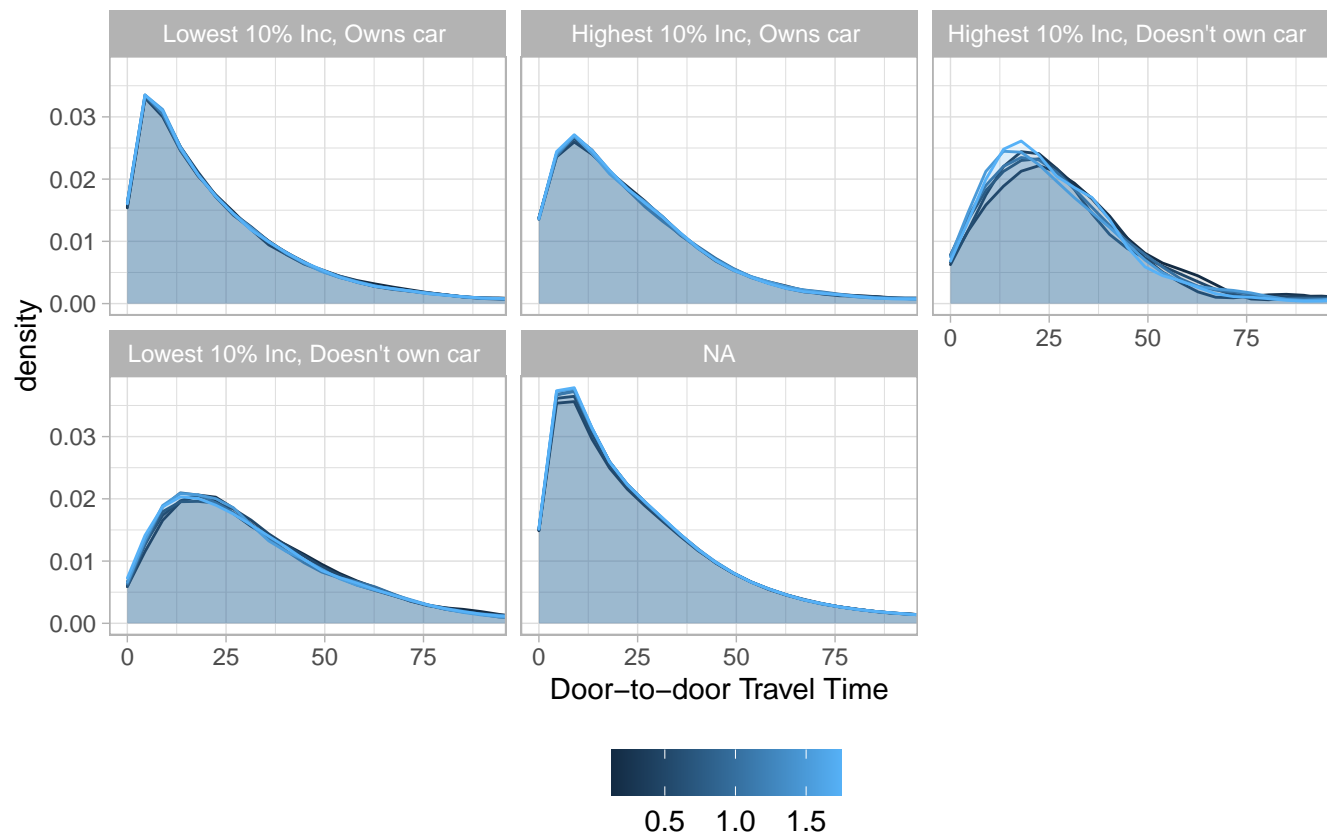 Lowest 10% Inc, Owns car
Highest 10% Inc, Owns car
Highest 10% Inc, Doesn't own car
0.03
0.02
0.01
0.00
0 25 50 75
Lowest 10% Inc, Doesn't own car
NA
density
0.03
0.02
0.01
0.00
0 25 50 75
0 25 50 75
Door−to−door Travel Time
0.5 1.0 1.5